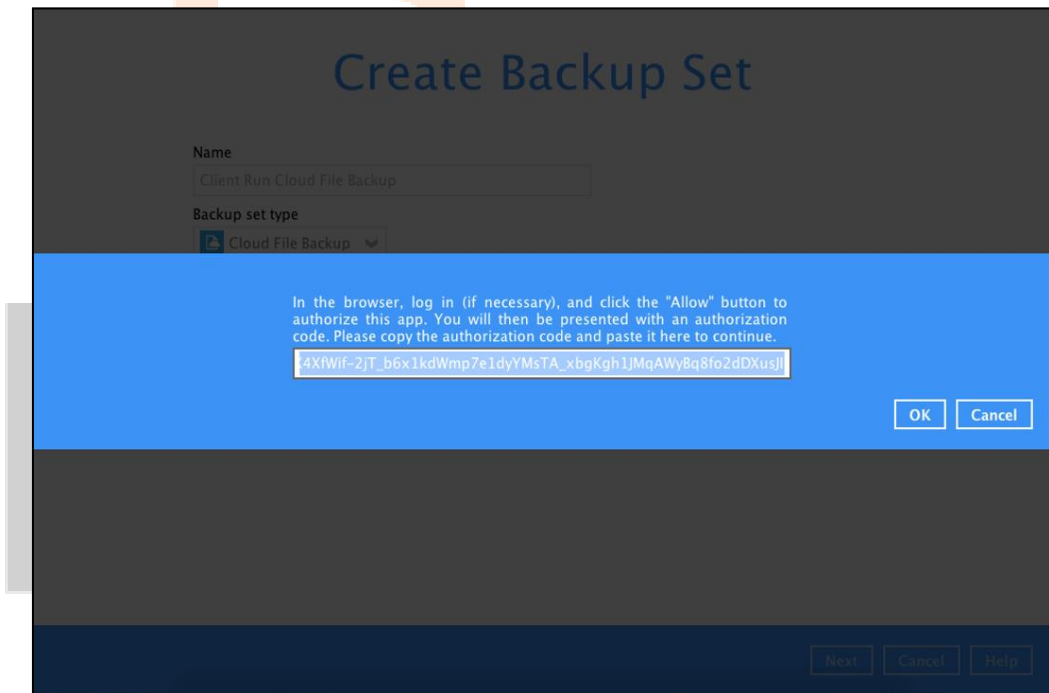 Create Backup Set
Name
Client Run Cloud File Backup
Backup set type
Cloud File Backup
In the browser, log in (if necessary), and click the "Allow" button to
authorize this app. You will then be presented with an authorization
code. Please copy the authorization code and paste it here to continue.
4XfWif-2jT_b6x1kdWmp7e1dyYMsTA_xbgKgh1JMqAWyBq8fo2dDXusJI
OK Cancel
Next Cancel Help